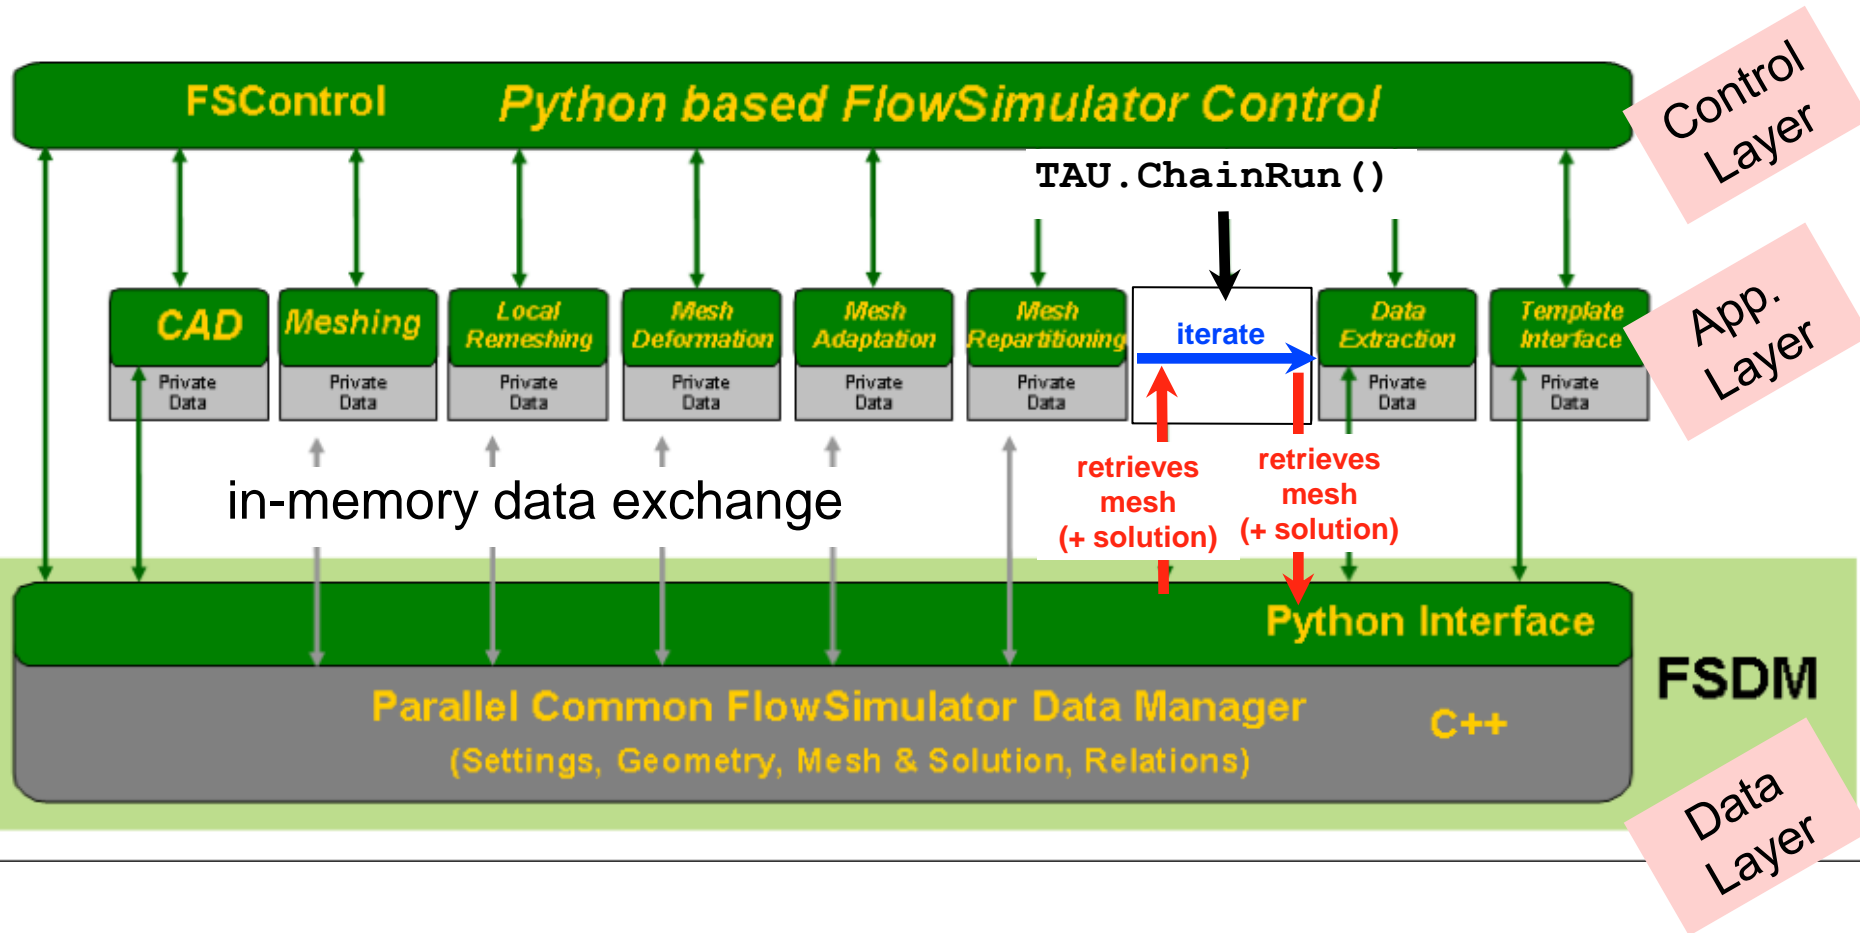 FSControl
Python based FlowSimulator Control
Control
Layer
TAU.ChainRun()
CAD
Private
Data
Meshing
Private
Data
Local
Remeshing
Private
Data
Mesh
Deformation
Private
Data
Mesh
Adaptation
Private
Data
Mesh
Repartitioning
Private
Data
iterate
Data
Extraction
Private
Data
Template
Interface
Private
Data
App.
Layer
in-memory data exchange
retrieves
mesh
(+ solution)
retrieves
mesh
(+ solution)
Python Interface
FSDM
Parallel Common FlowSimulator Data Manager
C++
(Settings, Geometry, Mesh & Solution, Relations)
Data
Layer